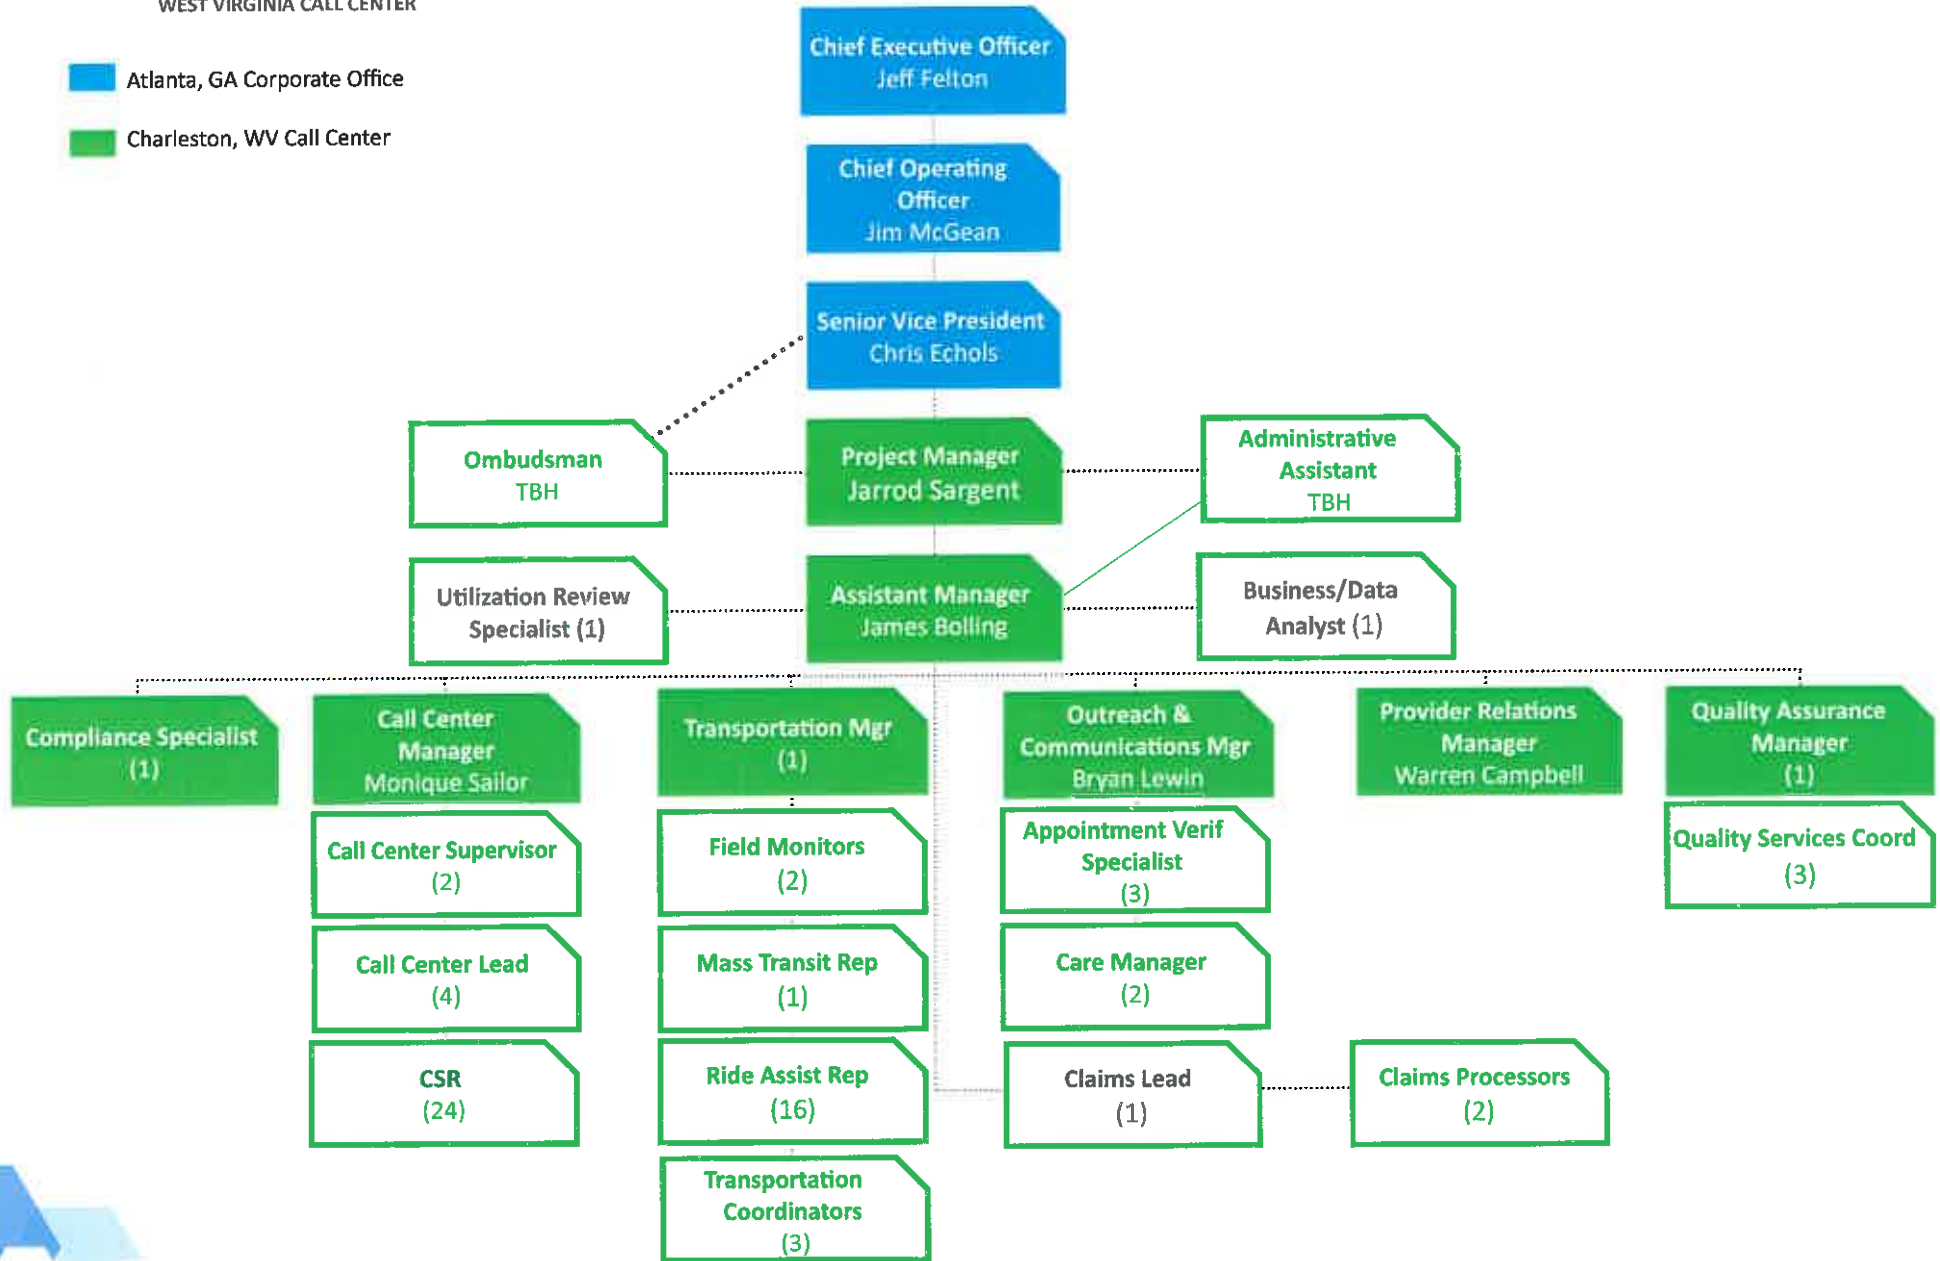 WEST VIRGINIA CALL CENTER
Atlanta, GA Corporate Office
Charleston, WV Call Center
Chief Executive Officer
Jeff Felton
Chief Operating
Officer
Jim McGean
Senior Vice President
Chris Echols
Ombudsman
TBH
Project Manager
Jarrod Sargent
Administrative
Assistant
TBH
Utilization Review
Specialist (1)
Assistant Manager
James Bolling
Business/Data
Analyst (1)
Compliance Specialist
(1)
Call Center
Manager
Monique Sailor
Transportation Mgr
(1)
Outreach &
Communications Mgr
Bryan Lewin
Provider Relations
Manager
Warren Campbell
Quality Assurance
Manager
(1)
Call Center Supervisor
(2)
Field Monitors
(2)
Appointment Verif
Specialist
(3)
Quality Services Coord
(3)
Call Center Lead
(4)
Mass Transit Rep
(1)
Care Manager
(2)
CSR
(24)
Ride Assist Rep
(16)
Claims Lead
(1)
Claims Processors
(2)
Transportation
Coordinators
(3)